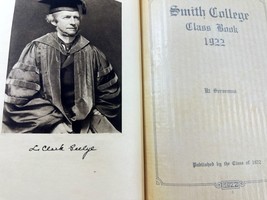 L. Clark Seelye
Smith College
Class Book
1922
Published by the Class of 1922